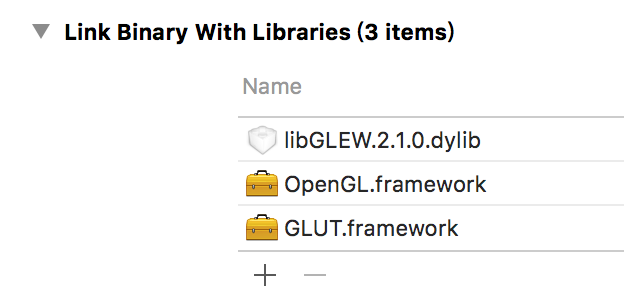 Link Binary With Libraries (3 items)
Name
libGLEW.2.1.0.dylib
OpenGL.framework
GLUT.framework